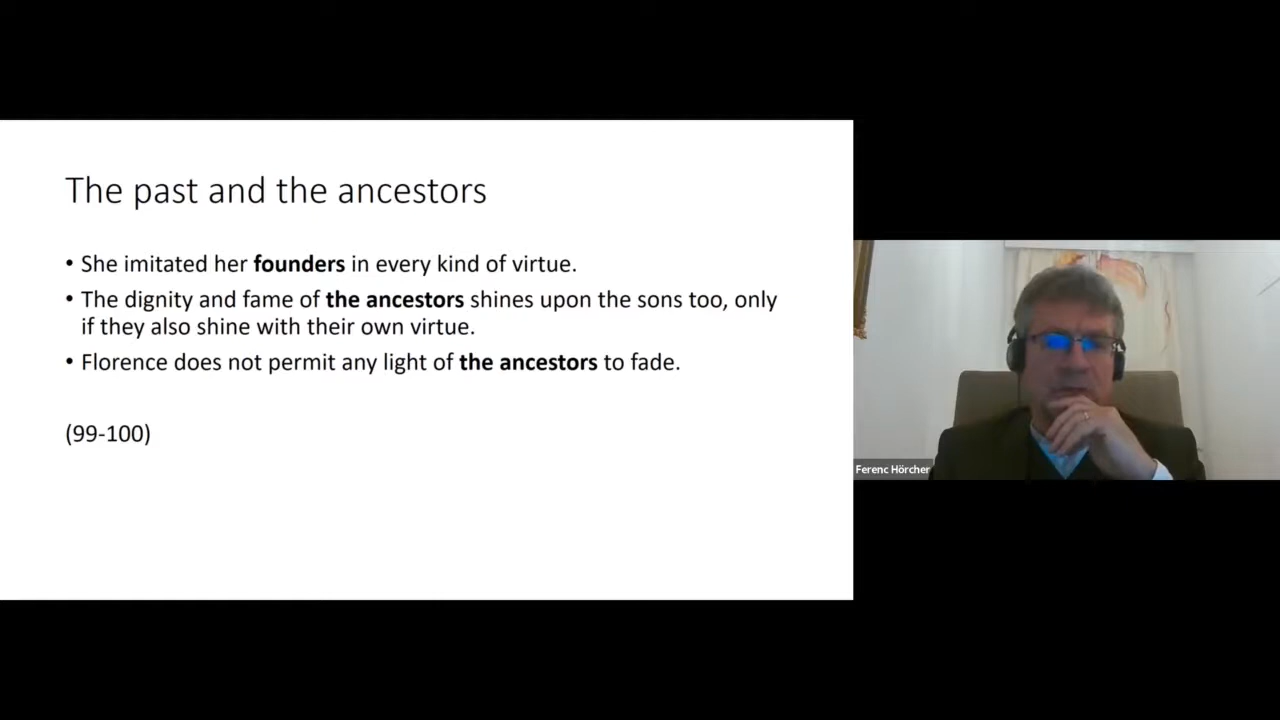 The past and the ancestors
• She imitated her founders in every kind of virtue.
• The dignity and fame of the ancestors shines upon the sons too, only
if they also shine with their own virtue.
• Florence does not permit any light of the ancestors to fade.
(99-100)
Ferenc Hörcher